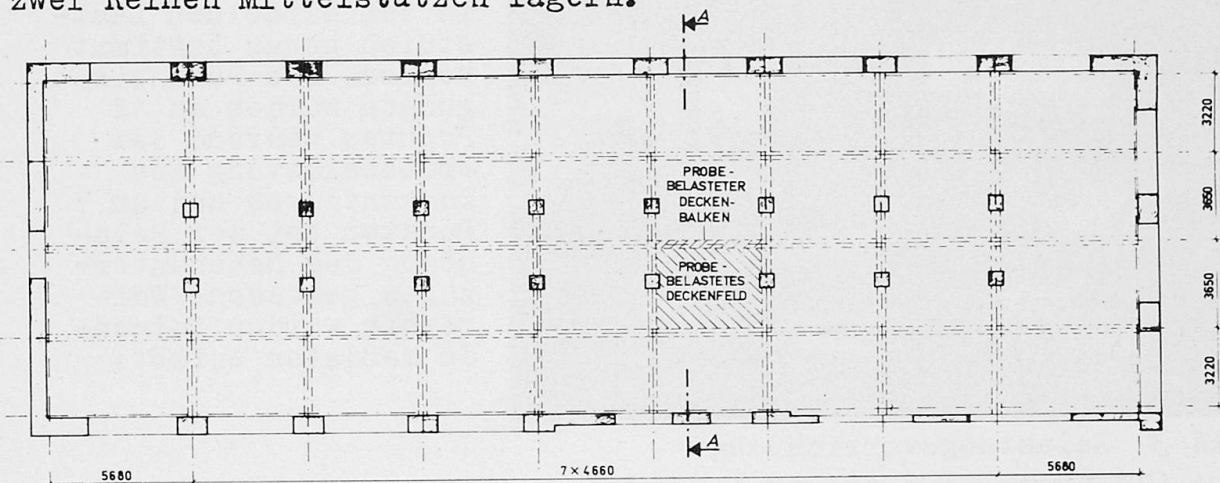 zwei Reihen Mittelstützen lagern.
A
PROBE-
BELASTETER
DECKEN-
BALKEN
PROBE-
BELASTETES
DECKENFELD
3220
3650
3650
3220
A
5680
7 × 4660
5680